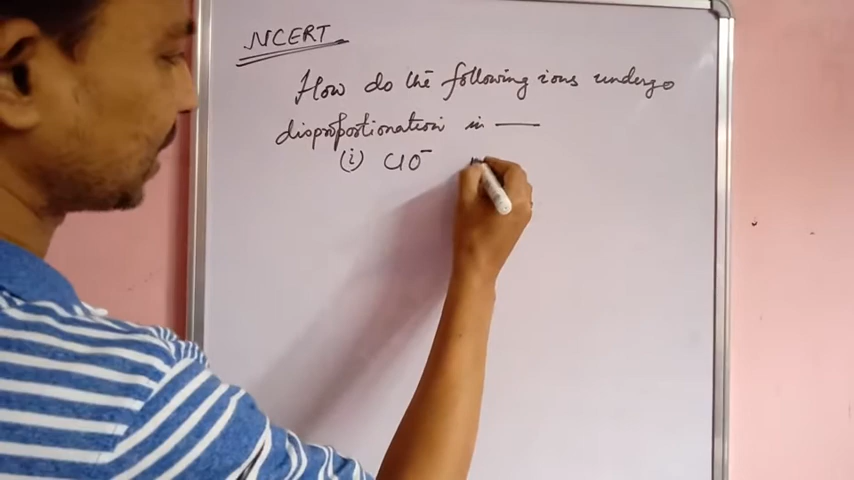 NCERT
How do the following ions undergo
disproportionation in —
(i) ClO⁻